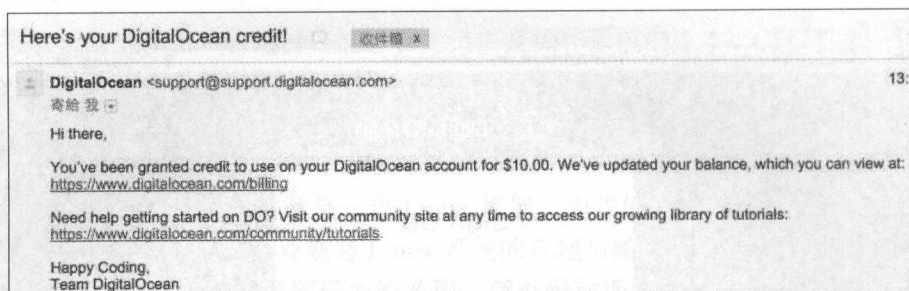 Here's your DigitalOcean credit!
收件匣 x
DigitalOcean <support@support.digitalocean.com>
13:
寄給 我
Hi there,
You've been granted credit to use on your DigitalOcean account for $10.00. We've updated your balance, which you can view at:
https://www.digitalocean.com/billing
Need help getting started on DO? Visit our community site at any time to access our growing library of tutorials:
https://www.digitalocean.com/community/tutorials.
Happy Coding,
Team DigitalOcean